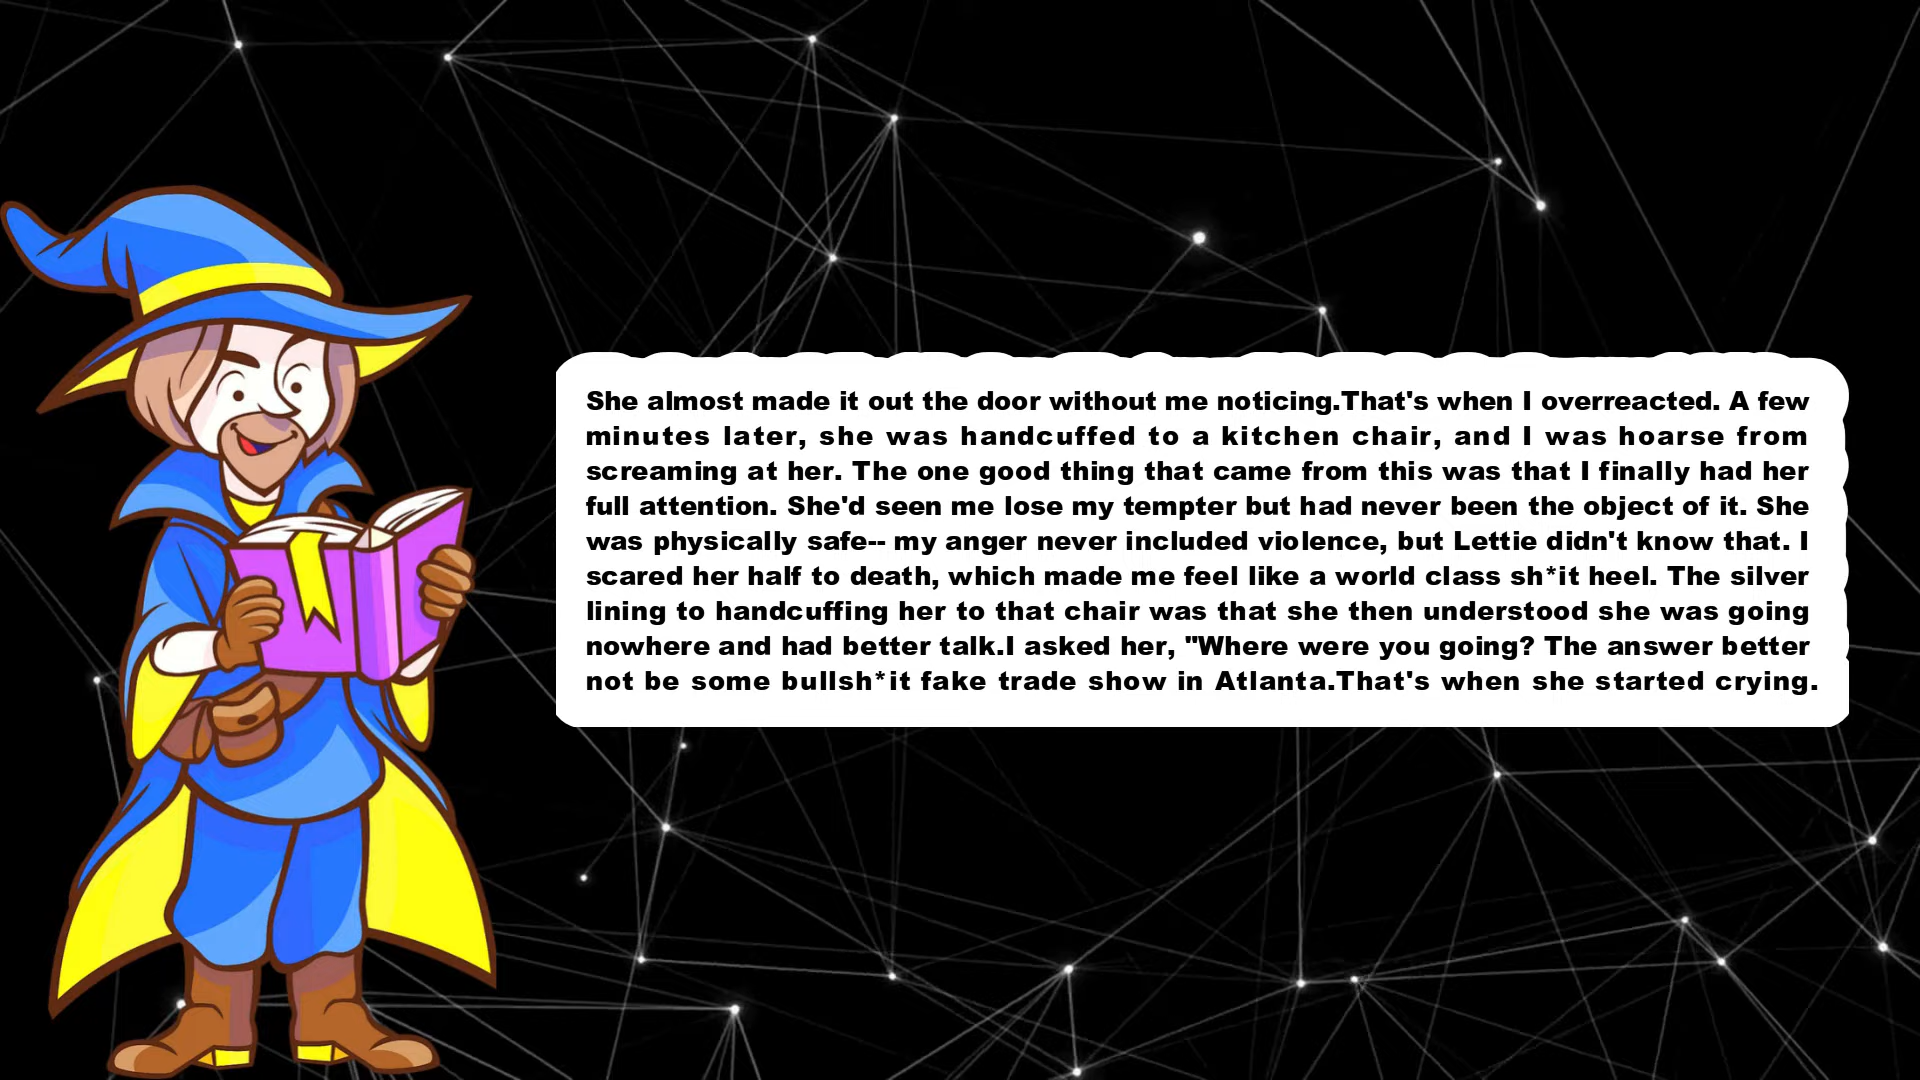 She almost made it out the door without me noticing.That's when I overreacted. A few
minutes later, she was handcuffed to a kitchen chair, and I was hoarse from
screaming at her. The one good thing that came from this was that I finally had her
full attention. She'd seen me lose my tempter but had never been the object of it. She
was physically safe-- my anger never included violence, but Lettie didn't know that. I
scared her half to death, which made me feel like a world class sh*it heel. The silver
lining to handcuffing her to that chair was that she then understood she was going
nowhere and had better talk.I asked her, "Where were you going? The answer better
not be some bullsh*it fake trade show in Atlanta.That's when she started crying.